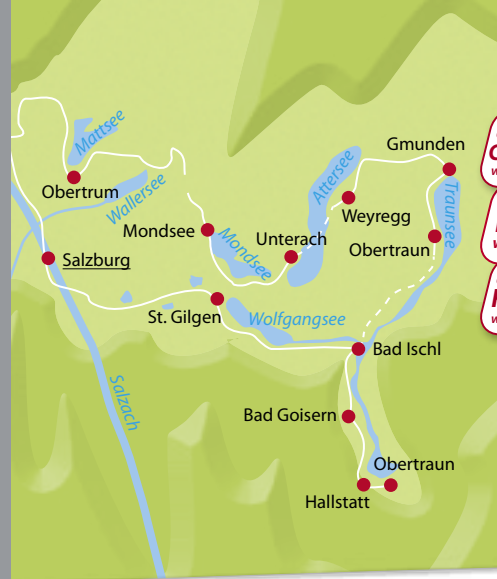 Gmunden
Mattsee
Attersee
Obertrum
Wallersee
Traunsee
Weyregg
Mondsee
Mondsee
Unterach
Obertraun
Salzburg
St. Gilgen
Wolfgangsee
Bad Ischl
Salzach
Bad Goisern
Obertraun
Hallstatt